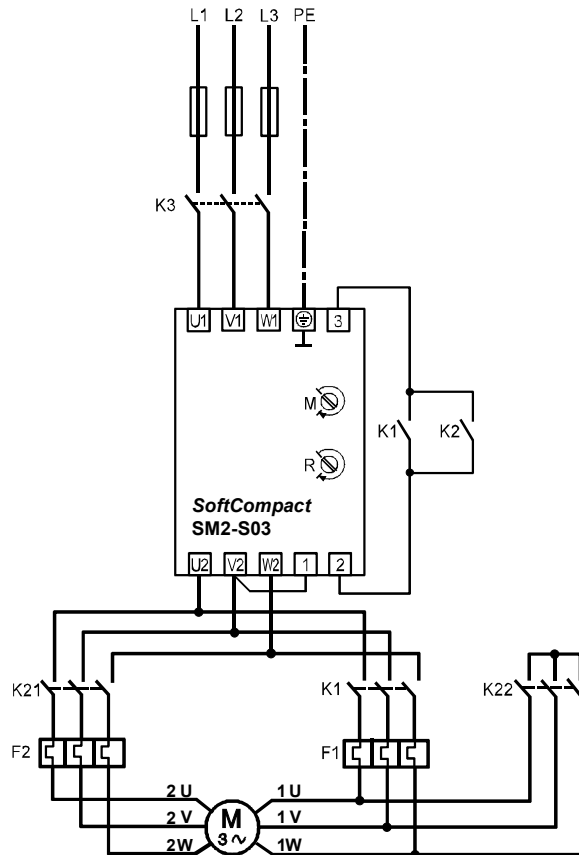 L1 L2 L3 PE
K3
U1 V1 W1 3
M
K1 K2
R
SoftCompact
SM2-S03
U2 V2 W2 1 2
K21 K1 K22
F2 F1
2 U 1 U
2 V M 1 V
3 ~
2W 1W